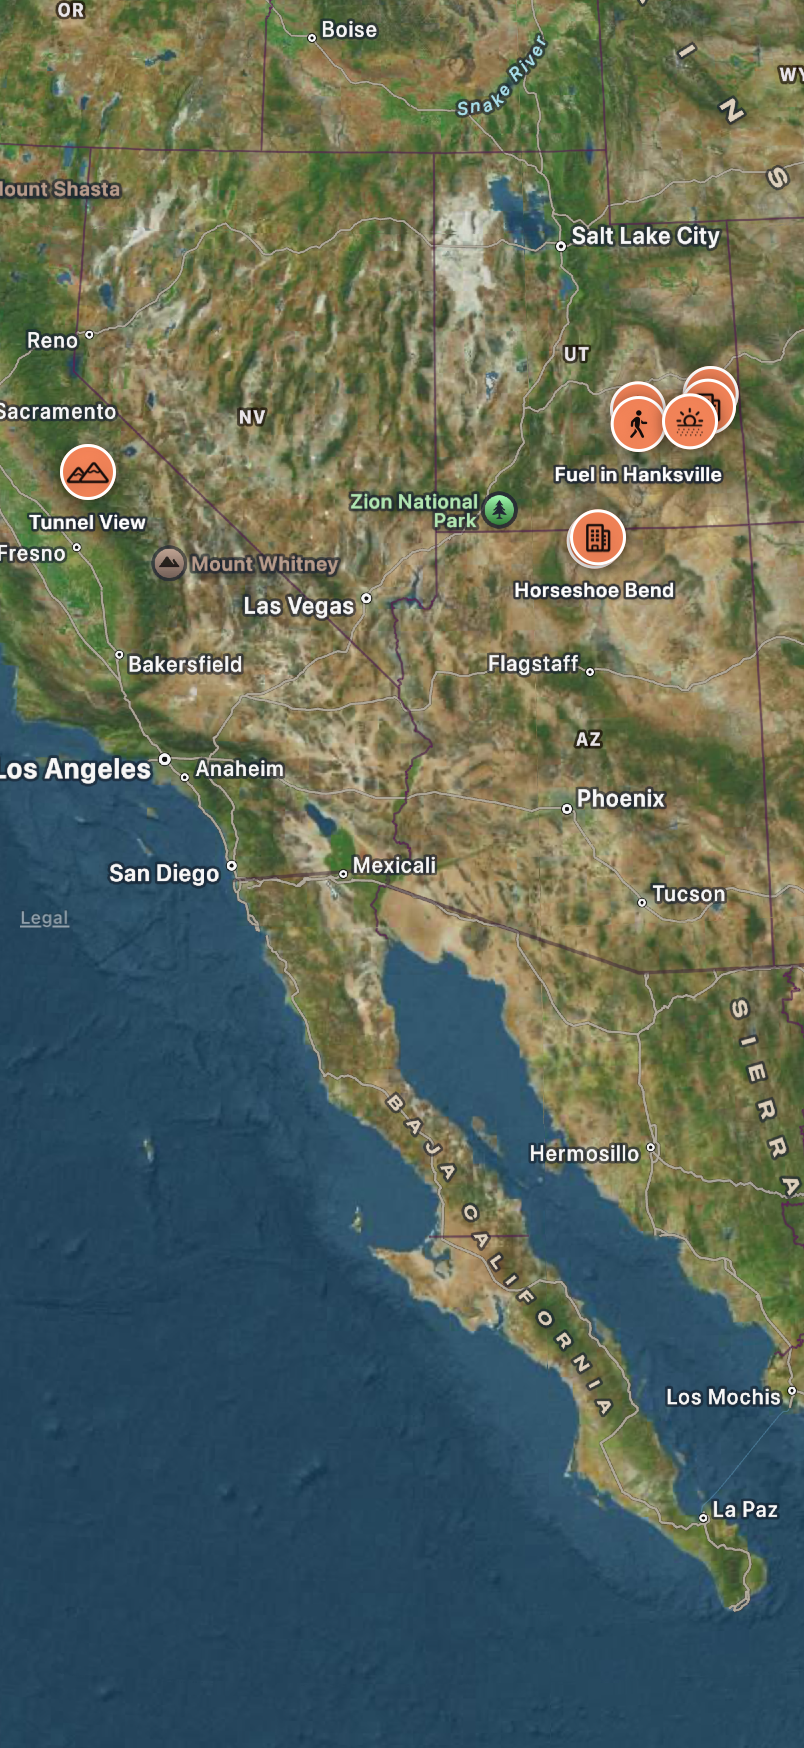 OR
Boise
Snake River
I
WY
N
S
Mount Shasta
Salt Lake City
Reno
UT
Sacramento
NV
Fuel in Hanksville
Zion National
Park
Tunnel View
Fresno
Mount Whitney
Horseshoe Bend
Las Vegas
Bakersfield
Flagstaff
AZ
Los Angeles
Anaheim
Phoenix
San Diego
Mexicali
Tucson
Legal
SIERRA
BAJA CALIFORNIA
Hermosillo
Los Mochis
La Paz